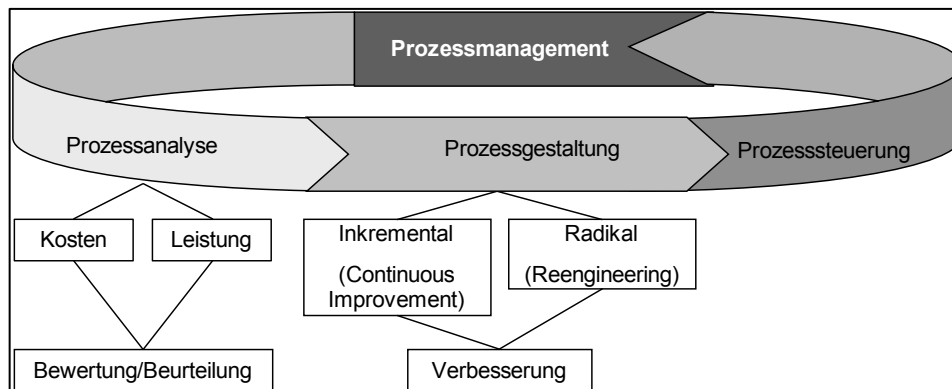 Prozessmanagement
Prozessanalyse
Prozessgestaltung
Prozesssteuerung
Kosten
Leistung
Inkremental
(Continuous
Improvement)
Radikal
(Reengineering)
Bewertung/Beurteilung
Verbesserung